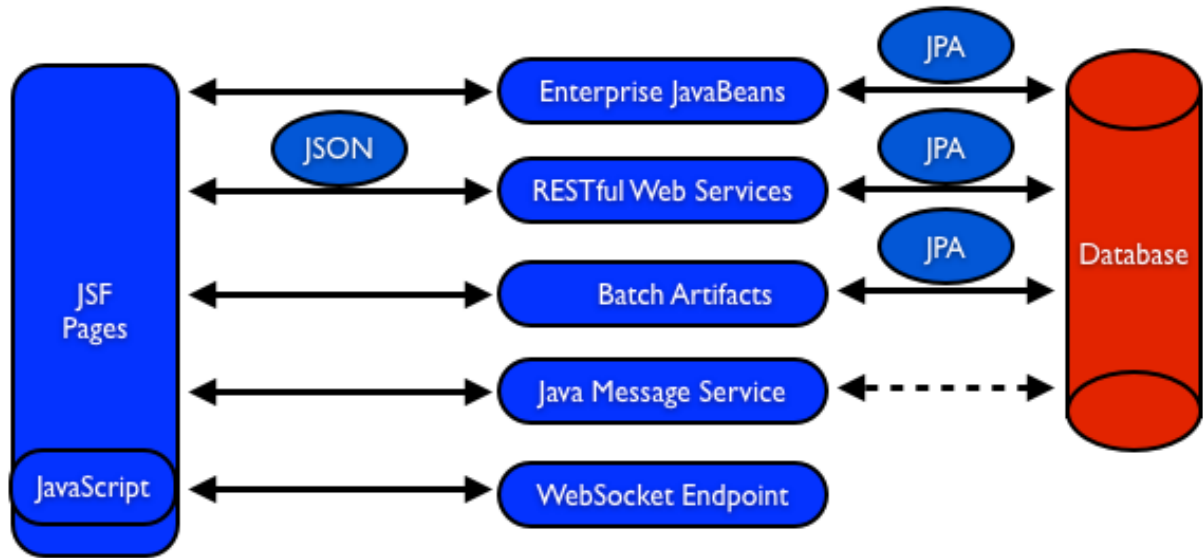 JPA
Enterprise JavaBeans
JSON
JPA
RESTful Web Services
JPA
Database
JSF
Pages
Batch Artifacts
Java Message Service
JavaScript
WebSocket Endpoint